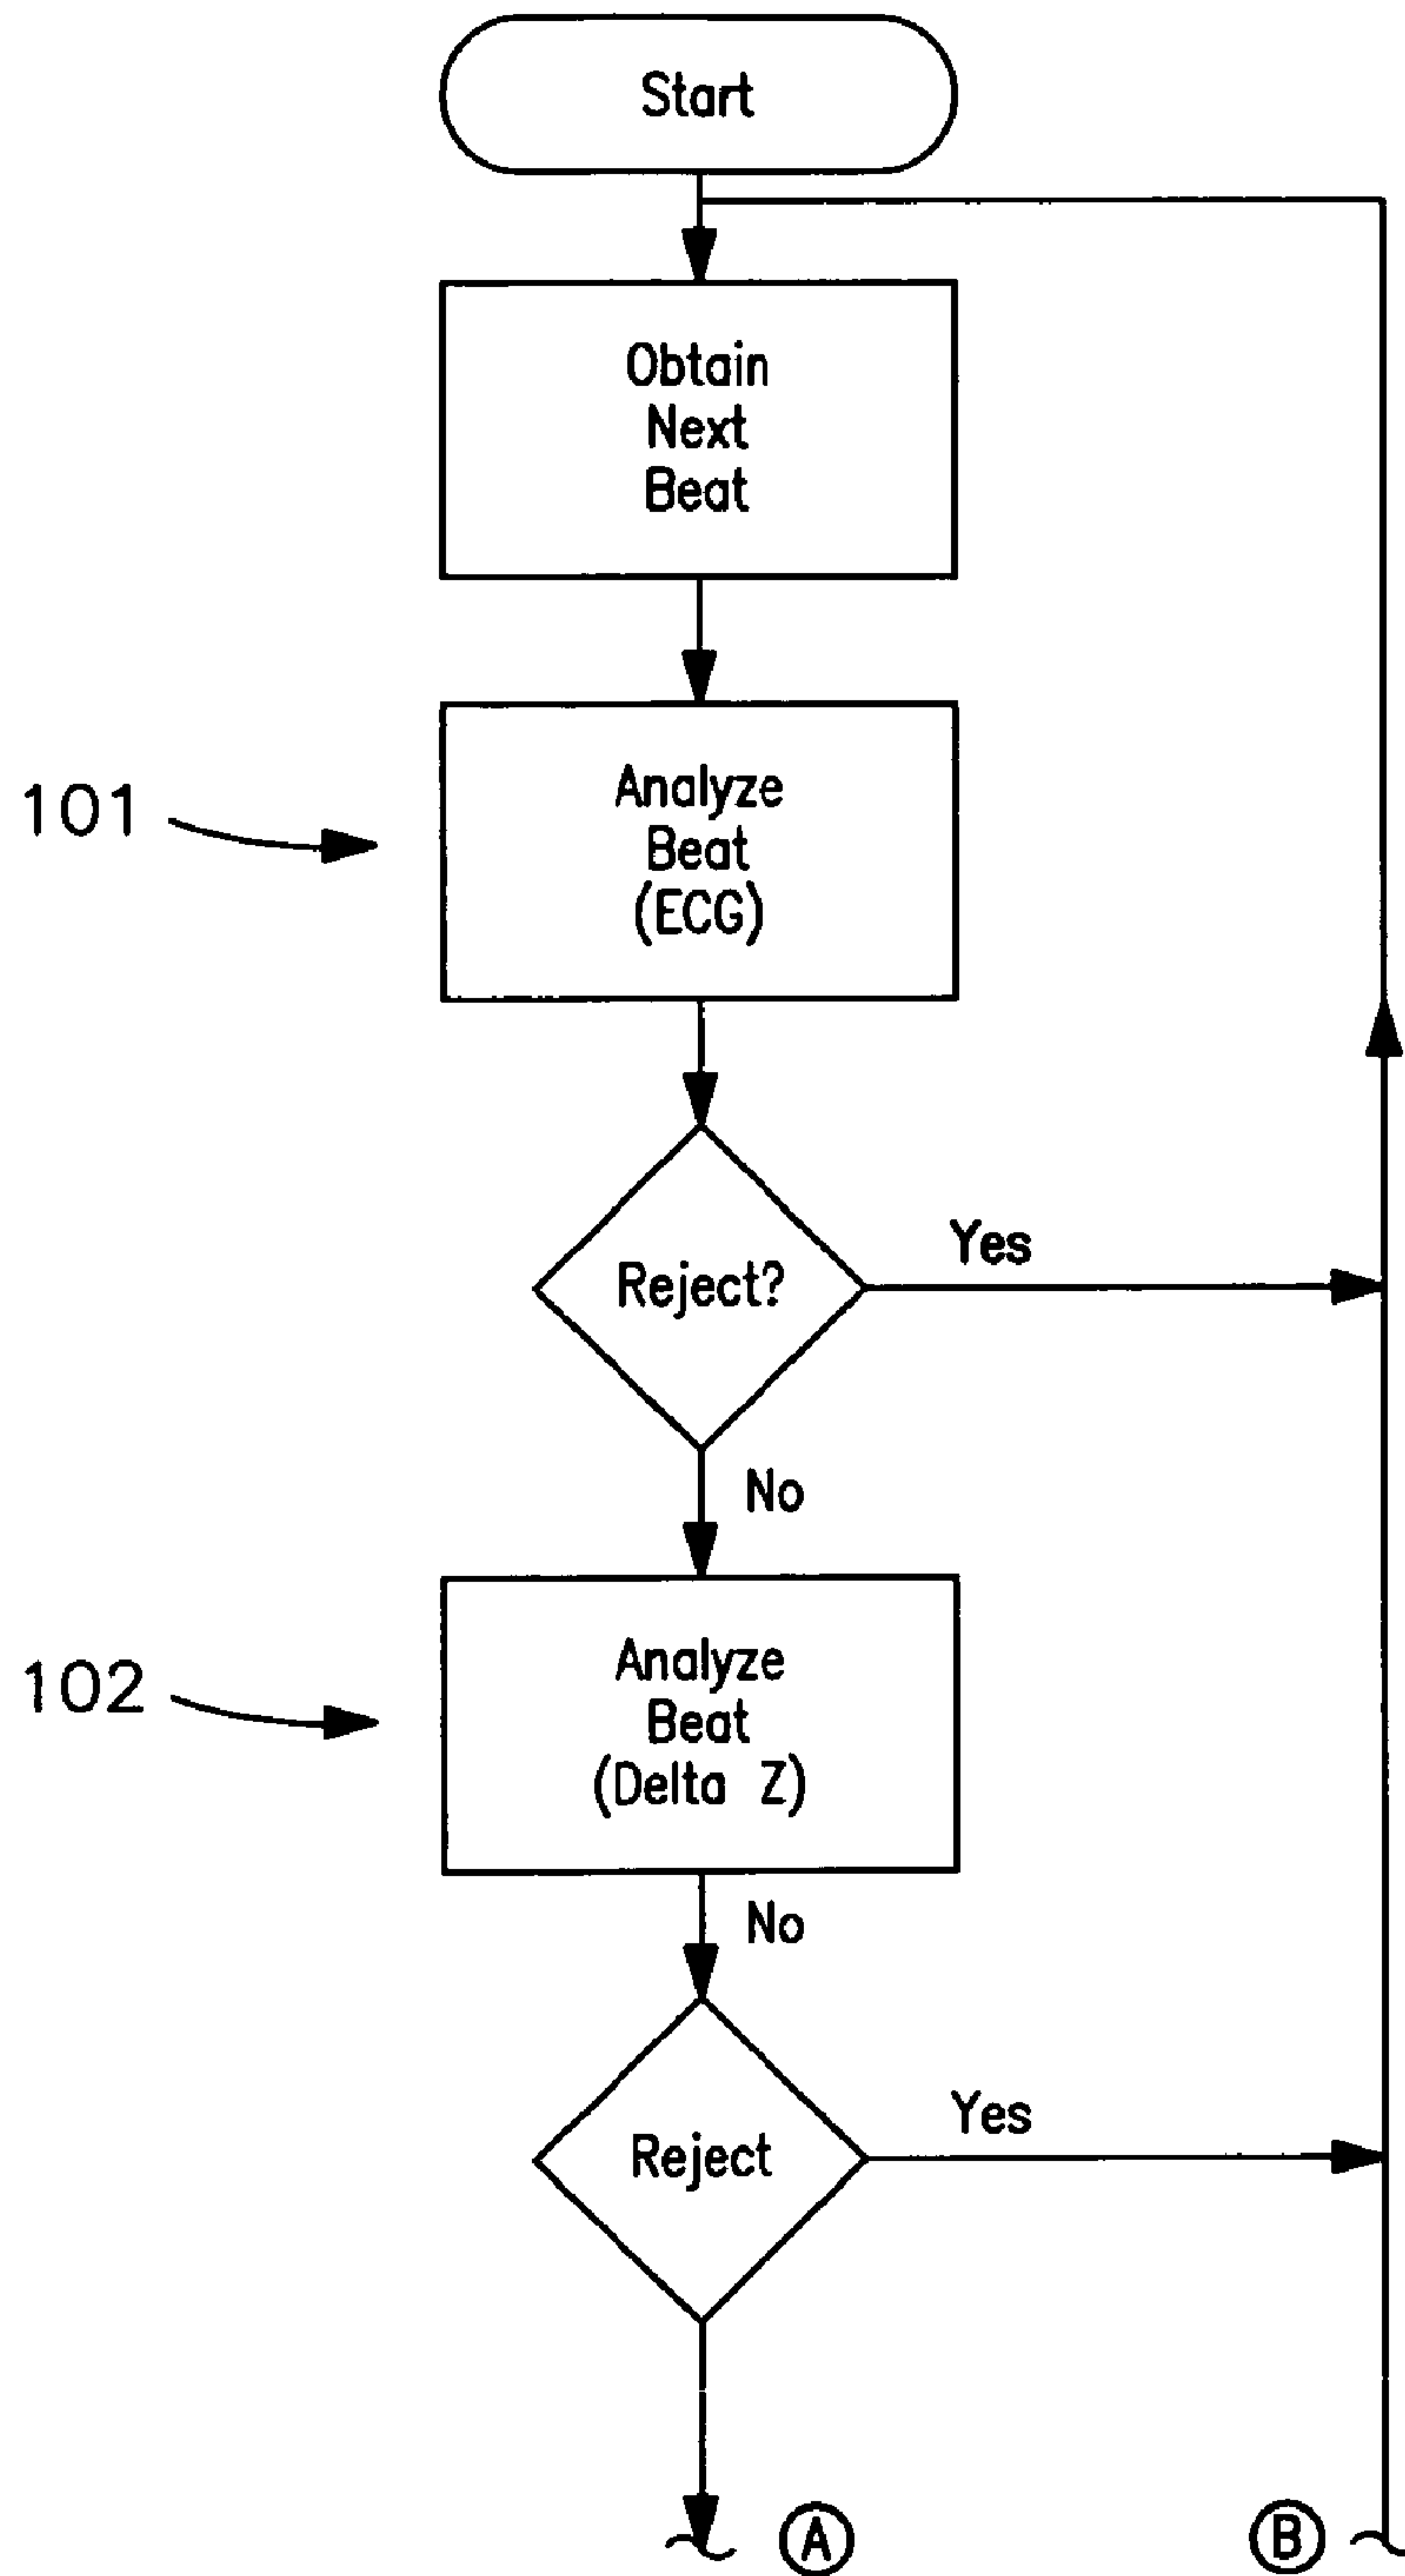 Start
Obtain
Next
Beat
101
Analyze
Beat
(ECG)
Reject?
Yes
No
102
Analyze
Beat
(Delta Z)
No
Reject
Yes
A
B